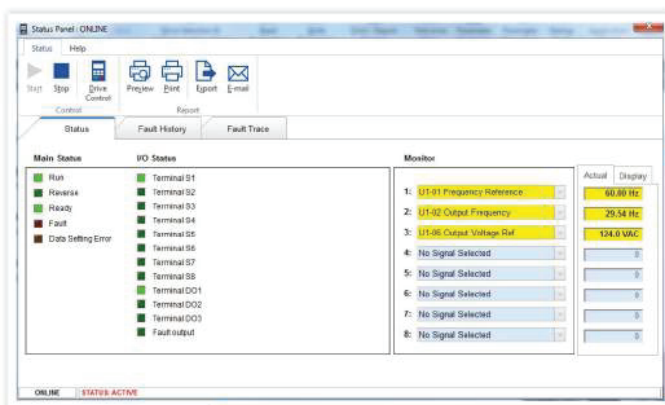 Status Panel : ONLINE
Status Help
Start Stop Drive Control Preview Print Export E-mail
Control Report
Status Fault History Fault Trace
Main Status I/O Status Monitor
Actual Display
Run
Reverse
Ready
Fault
Data Setting Error
Terminal S1
Terminal S2
Terminal S3
Terminal S4
Terminal S5
Terminal S6
Terminal S7
Terminal S8
Terminal DO1
Terminal DO2
Terminal DO3
Fault output
1: U1-01 Frequency Reference 60.00 Hz
2: U1-02 Output Frequency 29.54 Hz
3: U1-06 Output Voltage Ref 124.0 VAC
4: No Signal Selected 0
5: No Signal Selected 0
6: No Signal Selected 0
7: No Signal Selected 0
8: No Signal Selected 0
ONLINE STATUS: ACTIVE